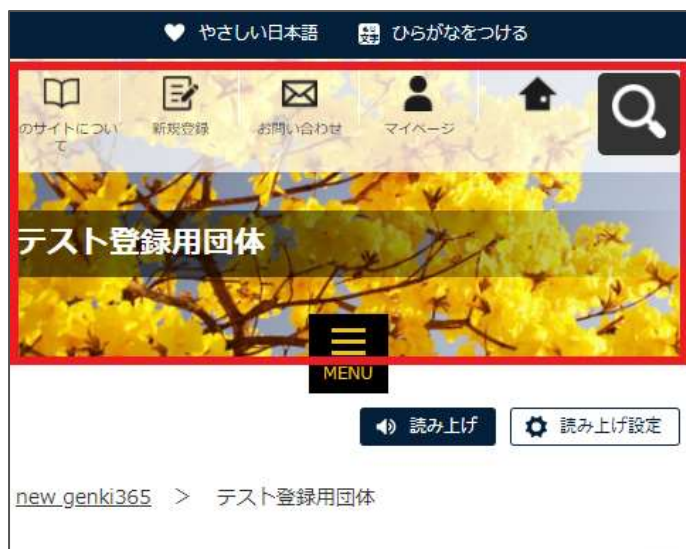 やさしい日本語 ひらがなをつける
のサイトについ
て
新規登録
お問い合わせ
マイページ
テスト登録用団体
MENU
読み上げ 読み上げ設定
new genki365 > テスト登録用団体